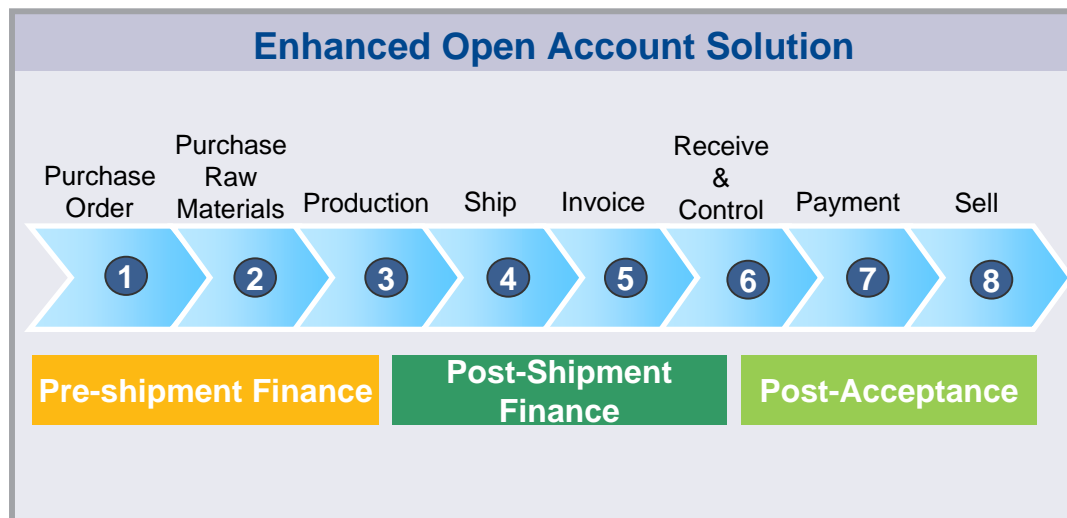 Enhanced Open Account Solution
Purchase
Order
Purchase
Raw
Materials
Production
Ship
Invoice
Receive
&
Control
Payment
Sell
1
2
3
4
5
6
7
8
Pre-shipment Finance
Post-Shipment
Finance
Post-Acceptance